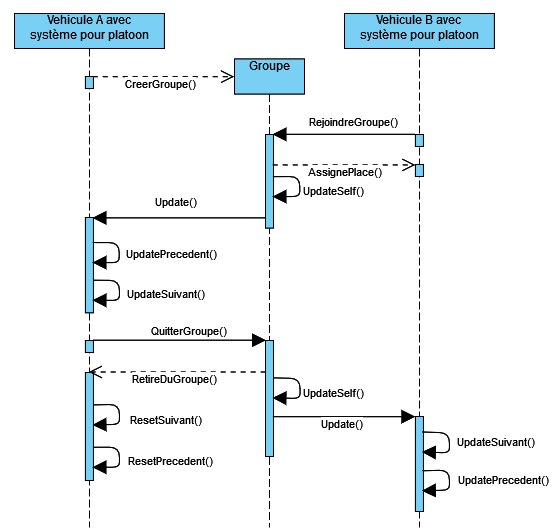 Vehicule A avec
système pour platoon
Vehicule B avec
système pour platoon
Groupe
CreerGroupe()
RejoindreGroupe()
AssignePlace()
UpdateSelf()
Update()
UpdatePrecedent()
UpdateSuivant()
QuitterGroupe()
RetireDuGroupe()
UpdateSelf()
ResetSuivant()
Update()
UpdateSuivant()
ResetPrecedent()
UpdatePrecedent()